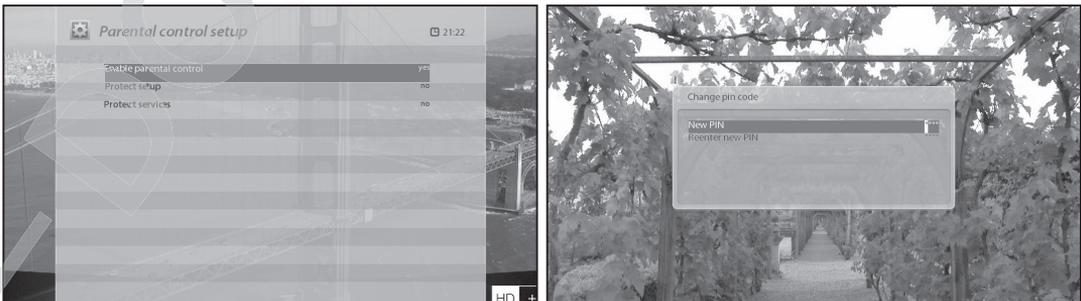 Parental control setup
21:22
Enable parental control yes
Protect setup no
Protect services no
HD +
Change pin code
New PIN
Reenter new PIN